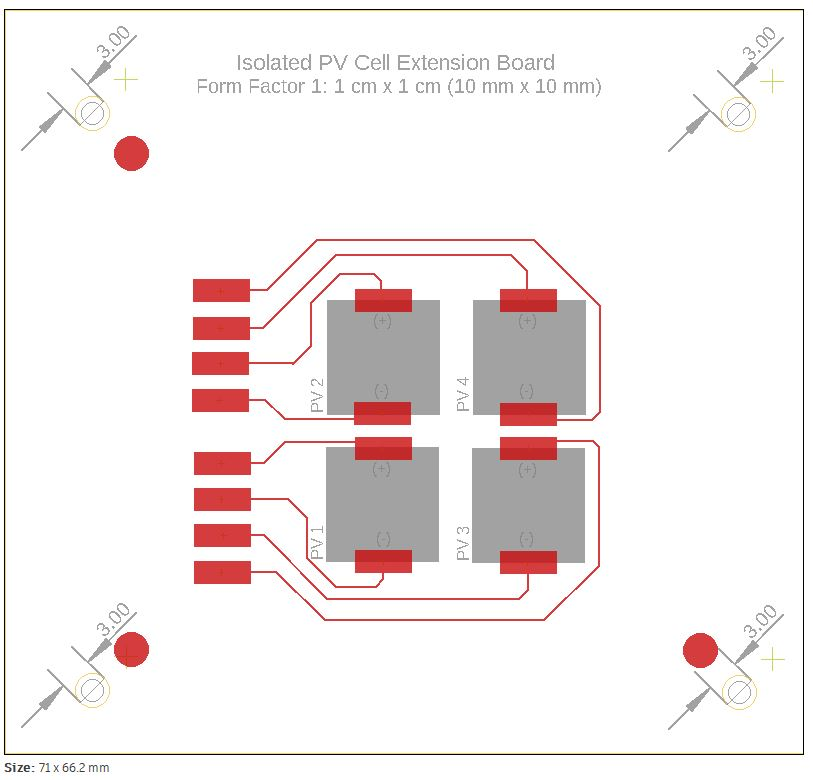 3.00
3.00
Isolated PV Cell Extension Board
Form Factor 1: 1 cm x 1 cm (10 mm x 10 mm)
(+)
(+)
PV 2
(-)
PV 4
(-)
(+)
(+)
PV 1
(-)
PV 3
(-)
3.00
3.00
Size: 71 x 66.2 mm